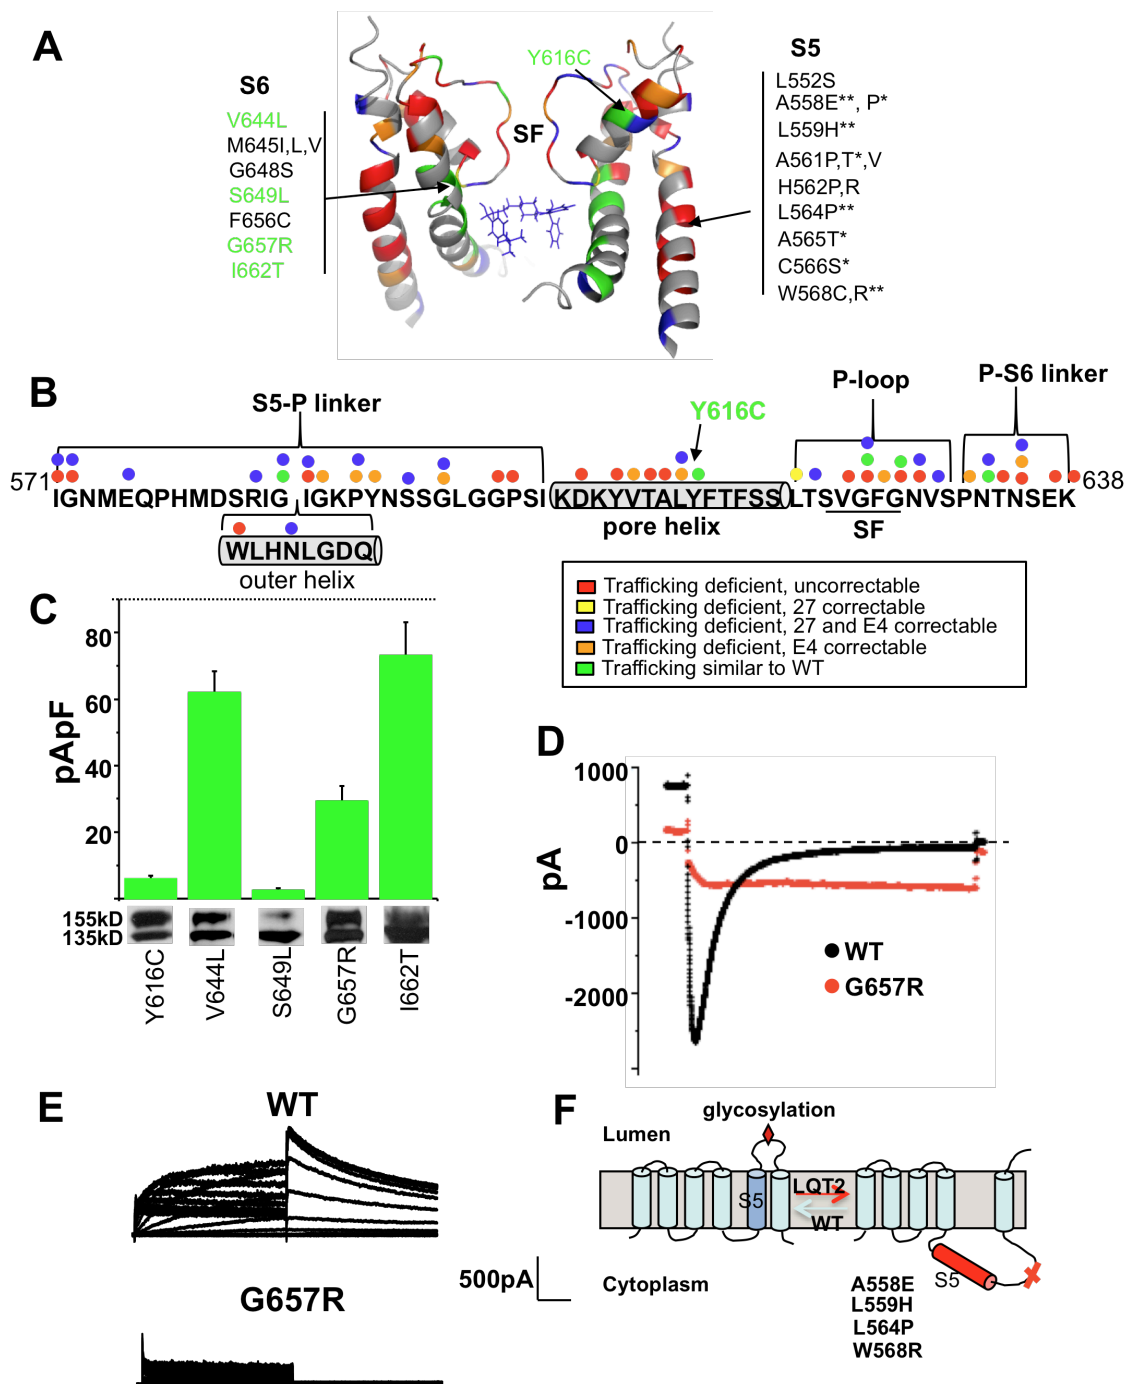 A
S6
V644L
M645I,L,V
G648S
S649L
F656C
G657R
I662T
Y616C
SF
S5
L552S
A558E**, P*
L559H**
A561P,T*,V
H562P,R
L564P**
A565T*
C566S*
W568C,R**
B
S5-P linker
Y616C
P-loop
P-S6 linker
571
IGNMEQPHMDSRIG IGKPYNSSGLGGPSI KDKYVTALYFTFSS LTSVGFGNVSPNTNSEK
638
pore helix
SF
WLHNLGDQ
outer helix
Trafficking deficient, uncorrectable
Trafficking deficient, 27 correctable
Trafficking deficient, 27 and E4 correctable
Trafficking deficient, E4 correctable
Trafficking similar to WT
C
80
60
40
20
pApF
155kD
135kD
Y616C
V644L
S649L
G657R
I662T
D
1000
0
-1000
-2000
pA
WT
G657R
E
WT
500pA
G657R
F
glycosylation
Lumen
S5
LQT2
WT
S5
Cytoplasm
A558E
L559H
L564P
W568R